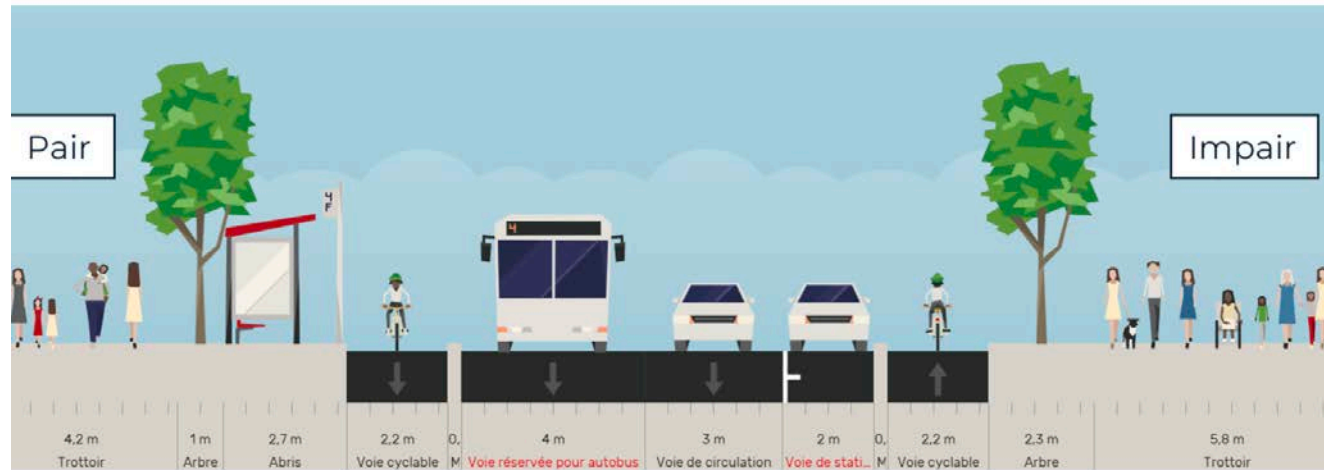 Pair
Impair
4
F
4
4,2 m
1 m
2,7 m
2,2 m
0,
4 m
3 m
2 m
0,
2,2 m
2,3 m
5,8 m
Trottoir
Arbre
Abris
Voie cyclable
M
Voie réservée pour autobus
Voie de circulation
Voie de stati...
M
Voie cyclable
Arbre
Trottoir